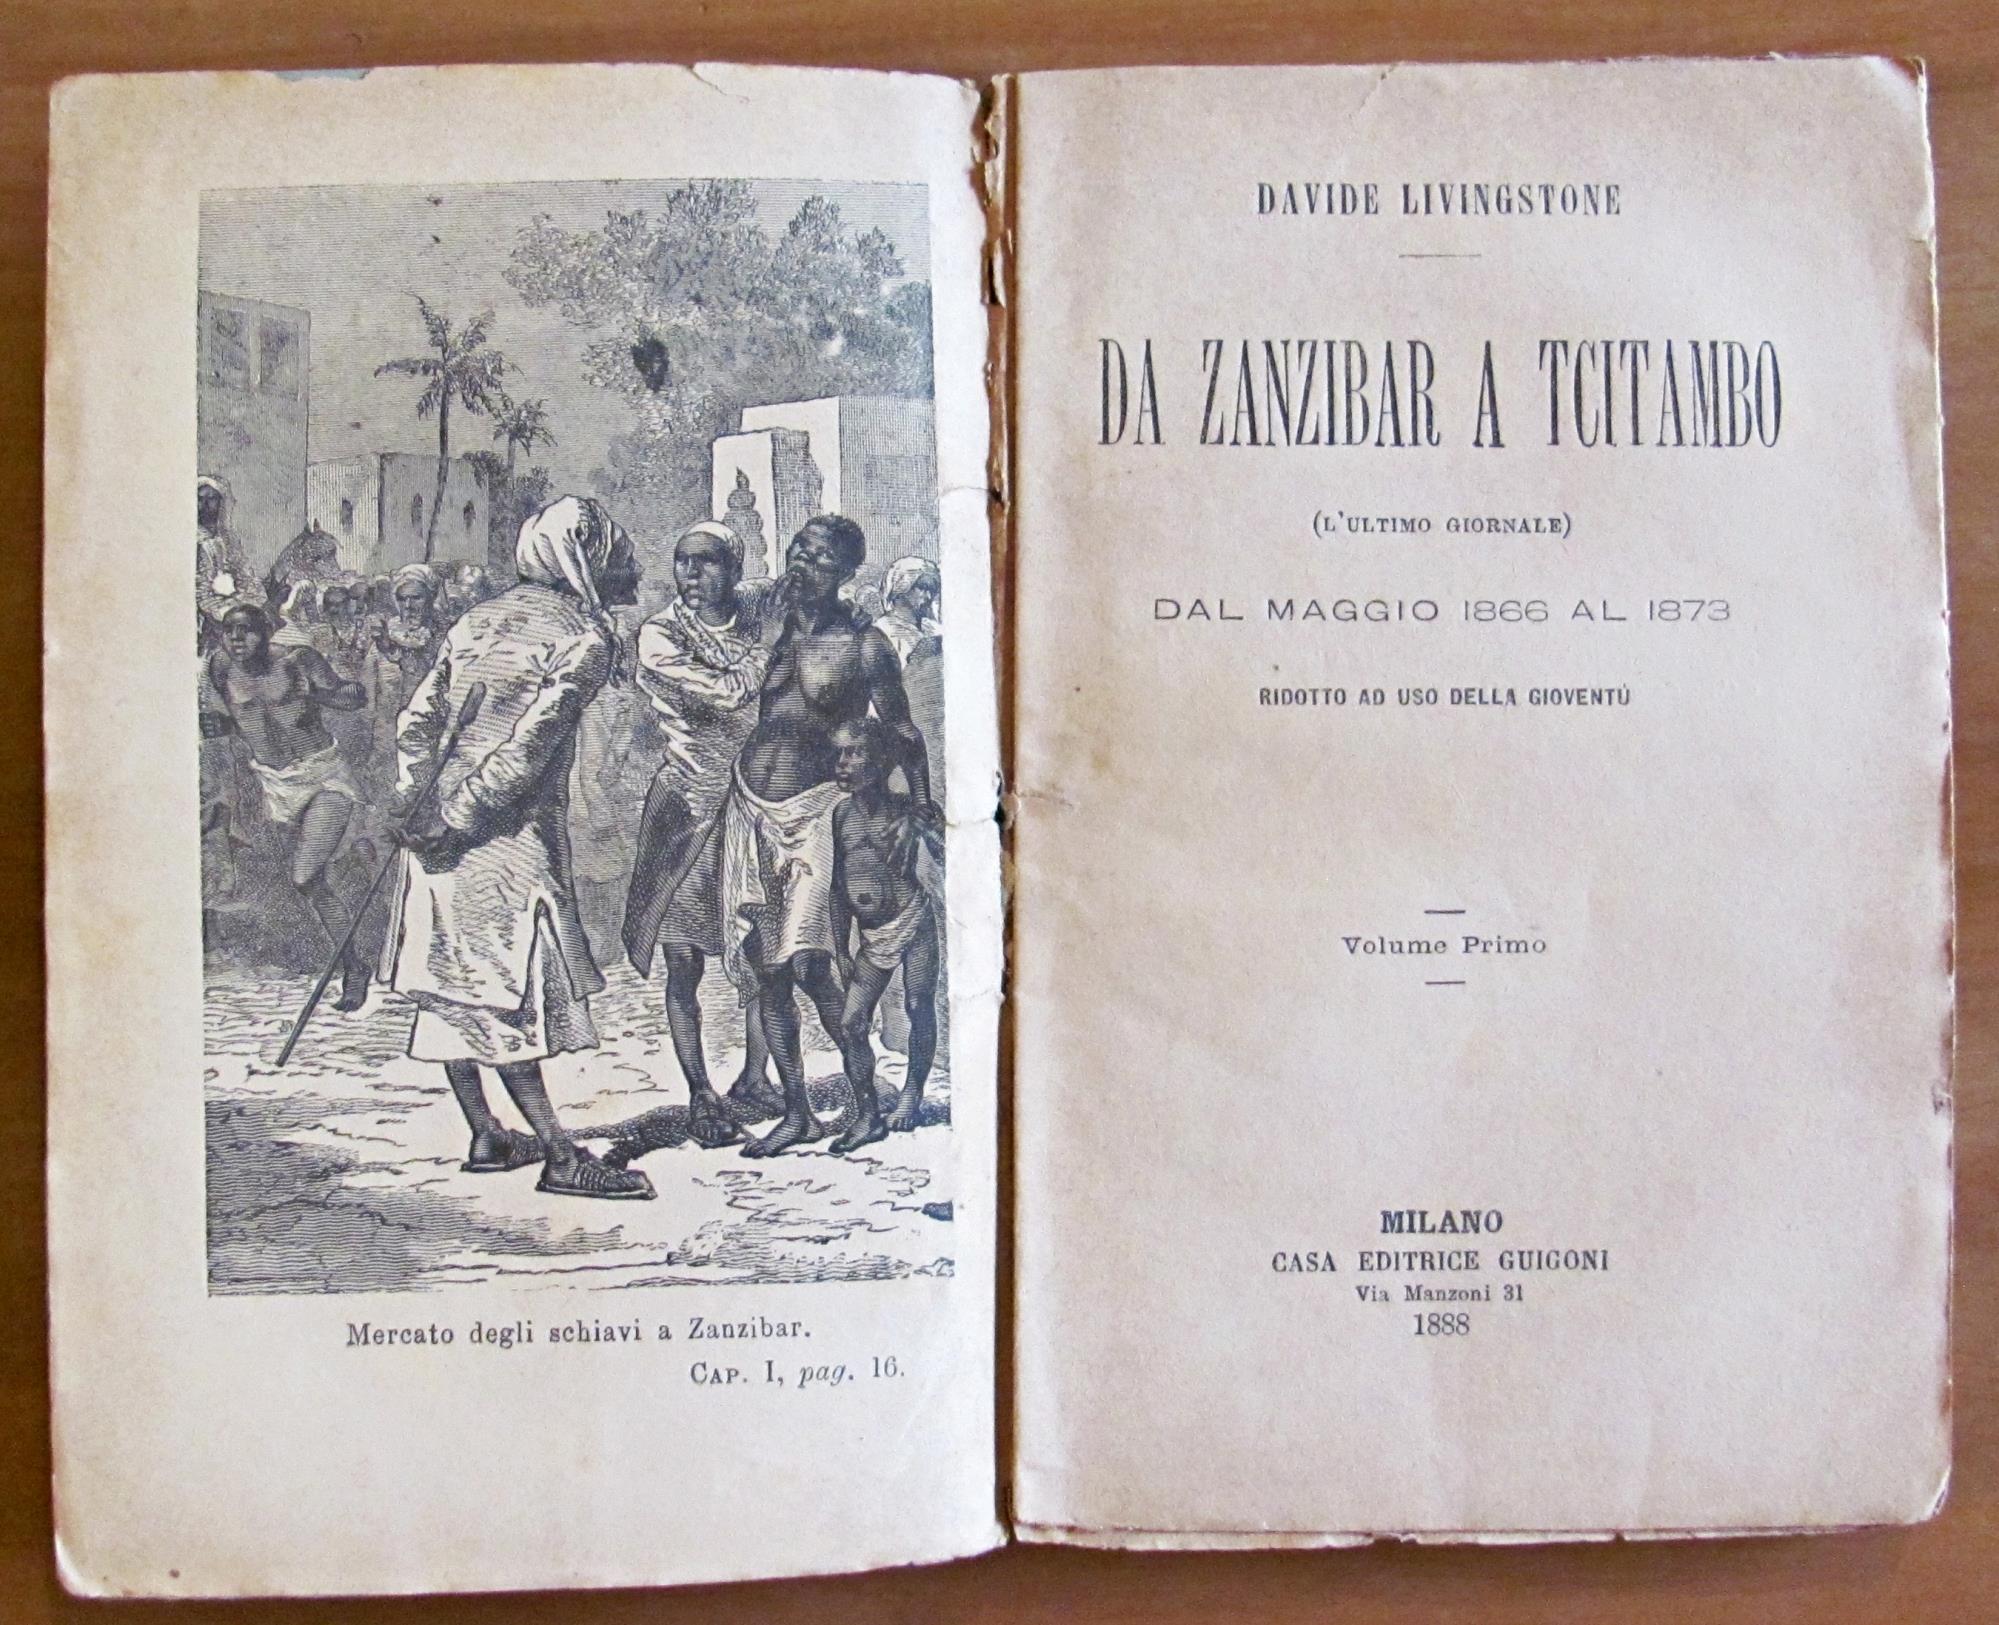 Mercato degli schiavi a Zanzibar.
CAP. I, pag. 16.
DAVIDE LIVINGSTONE
DA ZANZIBAR A TCITAMBO
(L'ULTIMO GIORNALE)
DAL MAGGIO 1866 AL 1873
RIDOTTO AD USO DELLA GIOVENTÙ
Volume Primo
MILANO
CASA EDITRICE GUIGONI
Via Manzoni 31
1888